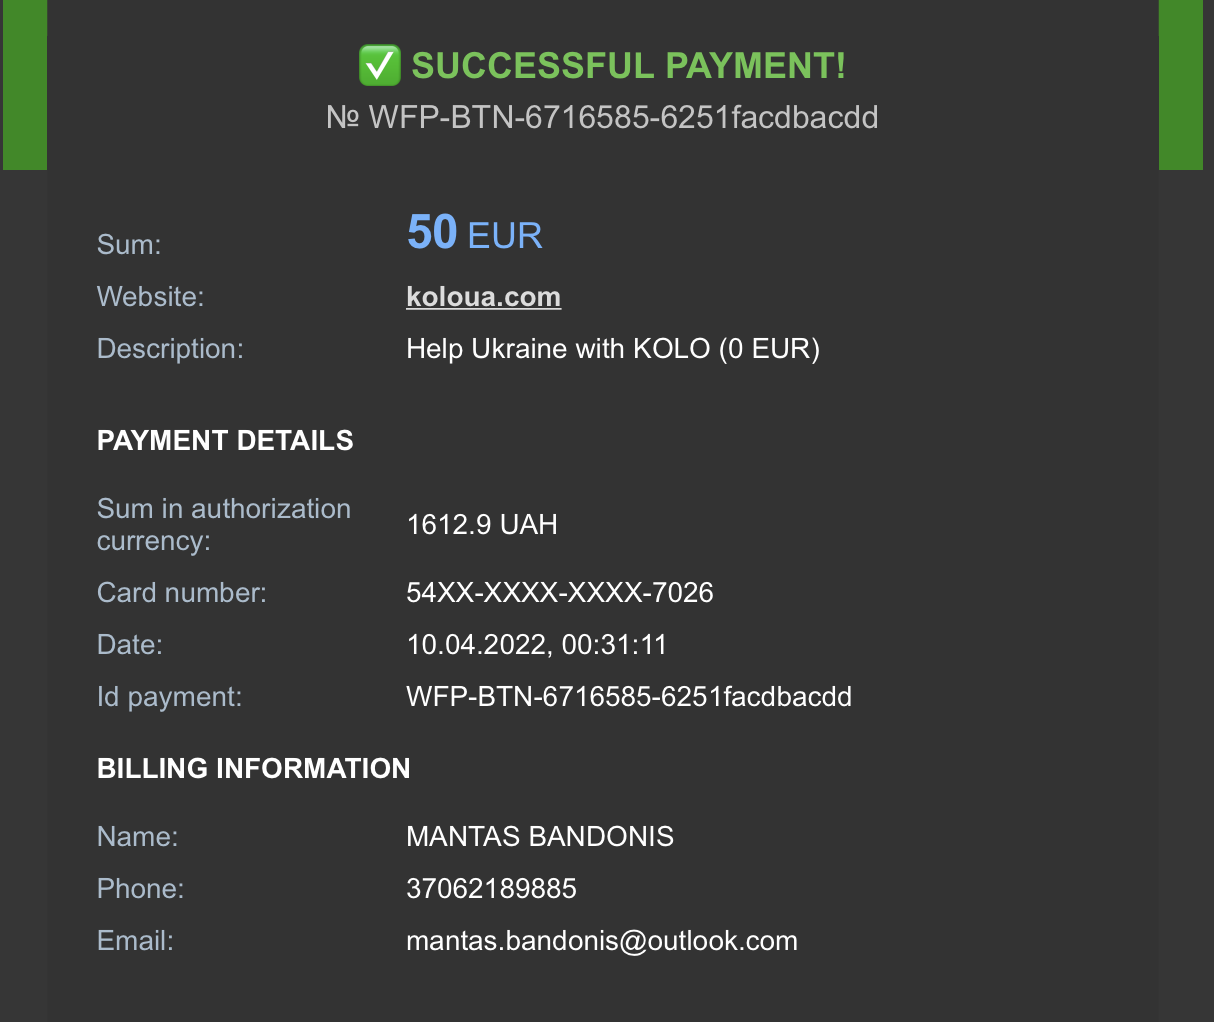 ✅ SUCCESSFUL PAYMENT!
№ WFP-BTN-6716585-6251facdbacdd
Sum: 50 EUR
Website: koloua.com
Description: Help Ukraine with KOLO (0 EUR)
PAYMENT DETAILS
Sum in authorization
currency: 1612.9 UAH
Card number: 54XX-XXXX-XXXX-7026
Date: 10.04.2022, 00:31:11
Id payment: WFP-BTN-6716585-6251facdbacdd
BILLING INFORMATION
Name: MANTAS BANDONIS
Phone: 37062189885
Email: mantas.bandonis@outlook.com